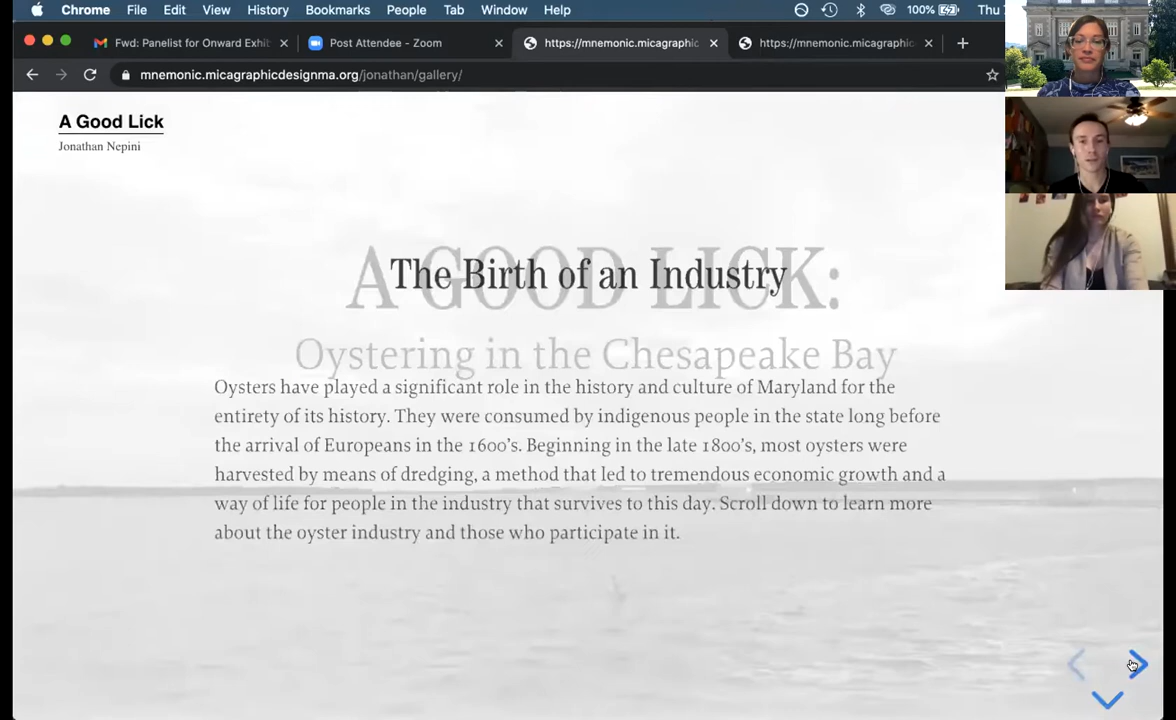 Chrome File Edit View History Bookmarks People Tab Window Help 100% Thu
Fwd: Panelist for Onward Exhib
Post Attendee - Zoom
https://mnemonic.micagraphic
https://mnemonic.micagraphic
mnemonic.micagraphicdesignma.org/jonathan/gallery/
A Good Lick
Jonathan Nepini
A GOOD LICK:
The Birth of an Industry
Oystering in the Chesapeake Bay
Oysters have played a significant role in the history and culture of Maryland for the
entirety of its history. They were consumed by indigenous people in the state long before
the arrival of Europeans in the 1600's. Beginning in the late 1800's, most oysters were
harvested by means of dredging, a method that led to tremendous economic growth and a
way of life for people in the industry that survives to this day. Scroll down to learn more
about the oyster industry and those who participate in it.